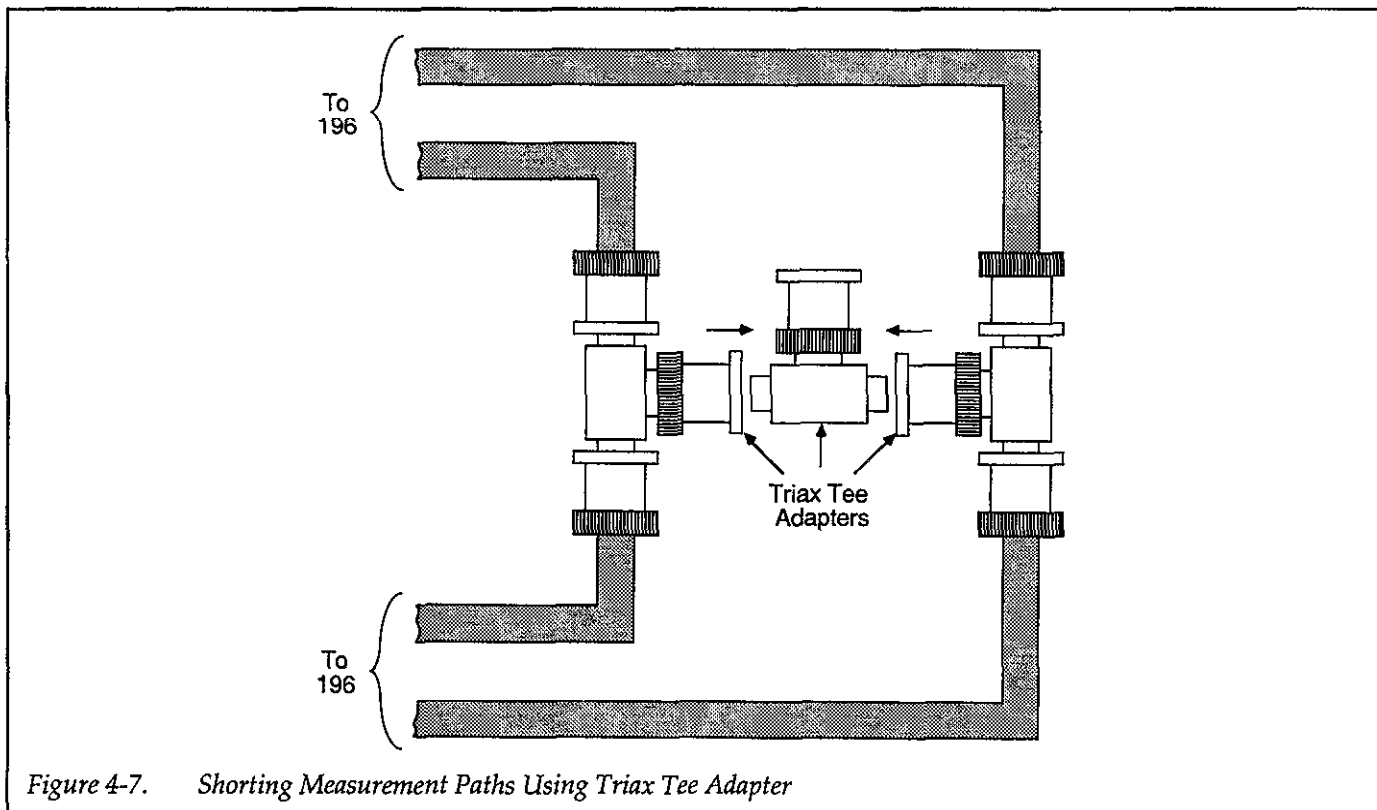 To
196
Triax Tee
Adapters
To
196
Figure 4-7. Shorting Measurement Paths Using Triax Tee Adapter